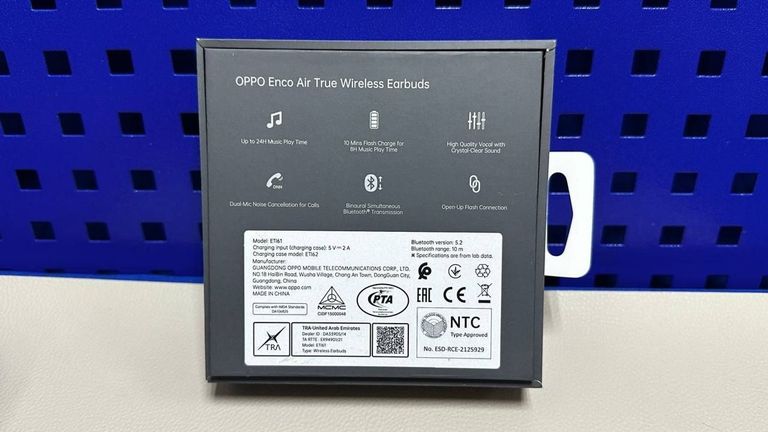 OPPO Enco Air True Wireless Earbuds
Up to 24H Music Play Time
10 Mins Flash Charge for
8H Music Play Time
High Quality Vocal with
Crystal-Clear Sound
DNN
Dual-Mic Noise Cancellation for Calls
Binaural Simultaneous
Bluetooth® Transmission
Open-Up Flash Connection
Model: ETI61
Charging input (charging case): 5 V⎓2 A
Charging case: ETI62
Manufacturer:
GUANGDONG OPPO MOBILE TELECOMMUNICATIONS CORP., LTD.
NO.18 HaiBin Road, Wusha Village, Chang An Town, DongGuan City,
Guangdong, China
Website: www.oppo.com
MADE IN CHINA
Bluetooth version: 5.2
Bluetooth range: 10 m
※ Specifications are from lab data.
Complies with IMDA Standards
MCMC
CIDF15000048
PTA
EAC CE
TRA
TRA-United Arab Emirates
Model: ETI61
Type: Wireless Earbuds
NTC
Type Approved
No. ESD-RCE-2125929